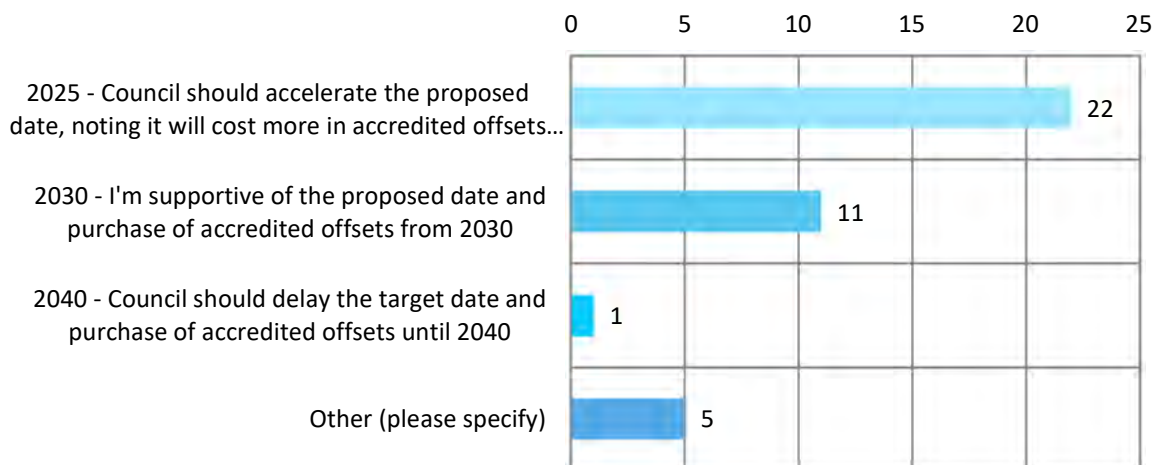 0 5 10 15 20 25
2025 - Council should accelerate the proposed
date, noting it will cost more in accredited offsets…
22
2030 - I'm supportive of the proposed date and
purchase of accredited offsets from 2030
11
2040 - Council should delay the target date and
purchase of accredited offsets until 2040
1
Other (please specify)
5